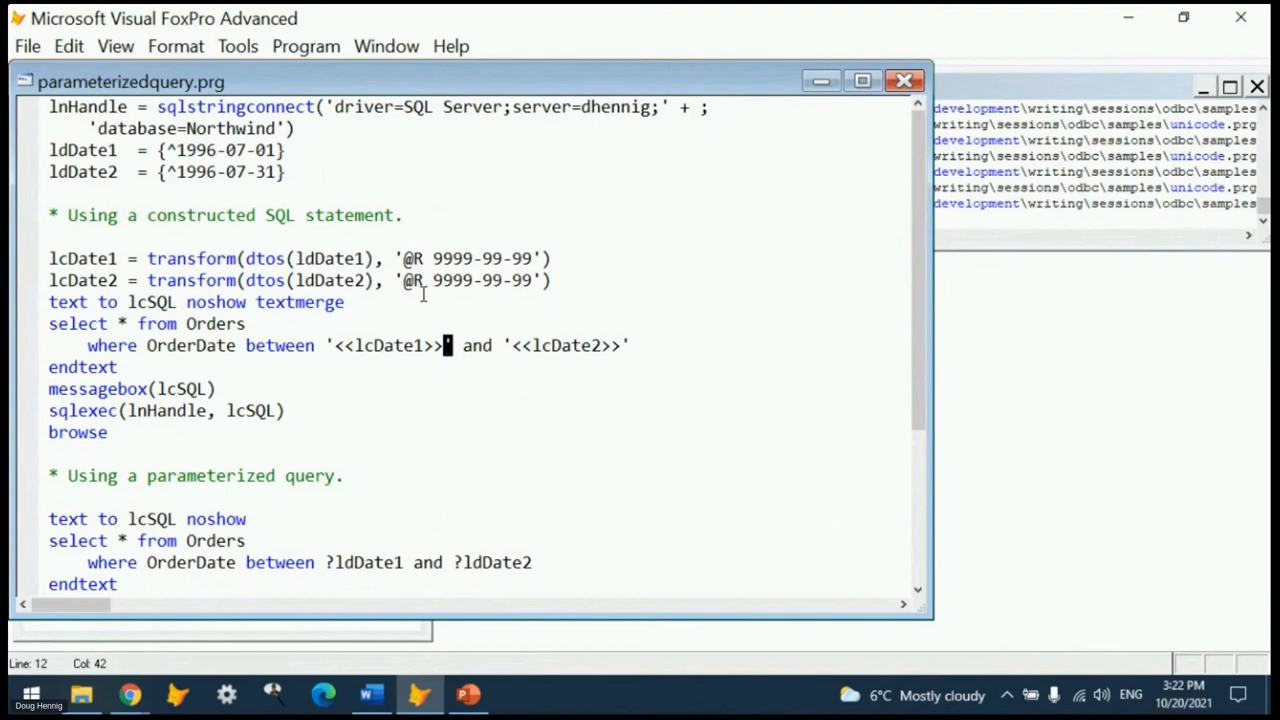 Microsoft Visual FoxPro Advanced
File Edit View Format Tools Program Window Help
parameterizedquery.prg
lnHandle = sqlstringconnect('driver=SQL Server;server=dhennig;' + ;
'database=Northwind')
ldDate1 = {^1996-07-01}
ldDate2 = {^1996-07-31}
* Using a constructed SQL statement.
lcDate1 = transform(dtos(ldDate1), '@R 9999-99-99')
lcDate2 = transform(dtos(ldDate2), '@R 9999-99-99')
text to lcSQL noshow textmerge
select * from Orders
where OrderDate between '<<lcDate1>>' and '<<lcDate2>>'
endtext
messagebox(lcSQL)
sqlexec(lnHandle, lcSQL)
browse
* Using a parameterized query.
text to lcSQL noshow
select * from Orders
where OrderDate between ?ldDate1 and ?ldDate2
endtext
development\writing\sessions\odbc\samples
writing\sessions\odbc\samples\unicode.prg
development\writing\sessions\odbc\samples
writing\sessions\odbc\samples\unicode.prg
development\writing\sessions\odbc\samples
writing\sessions\odbc\samples\unicode.prg
development\writing\sessions\odbc\samples
Line: 12 Col: 42
Doug Hennig
6°C Mostly cloudy
ENG
3:22 PM
10/20/2021